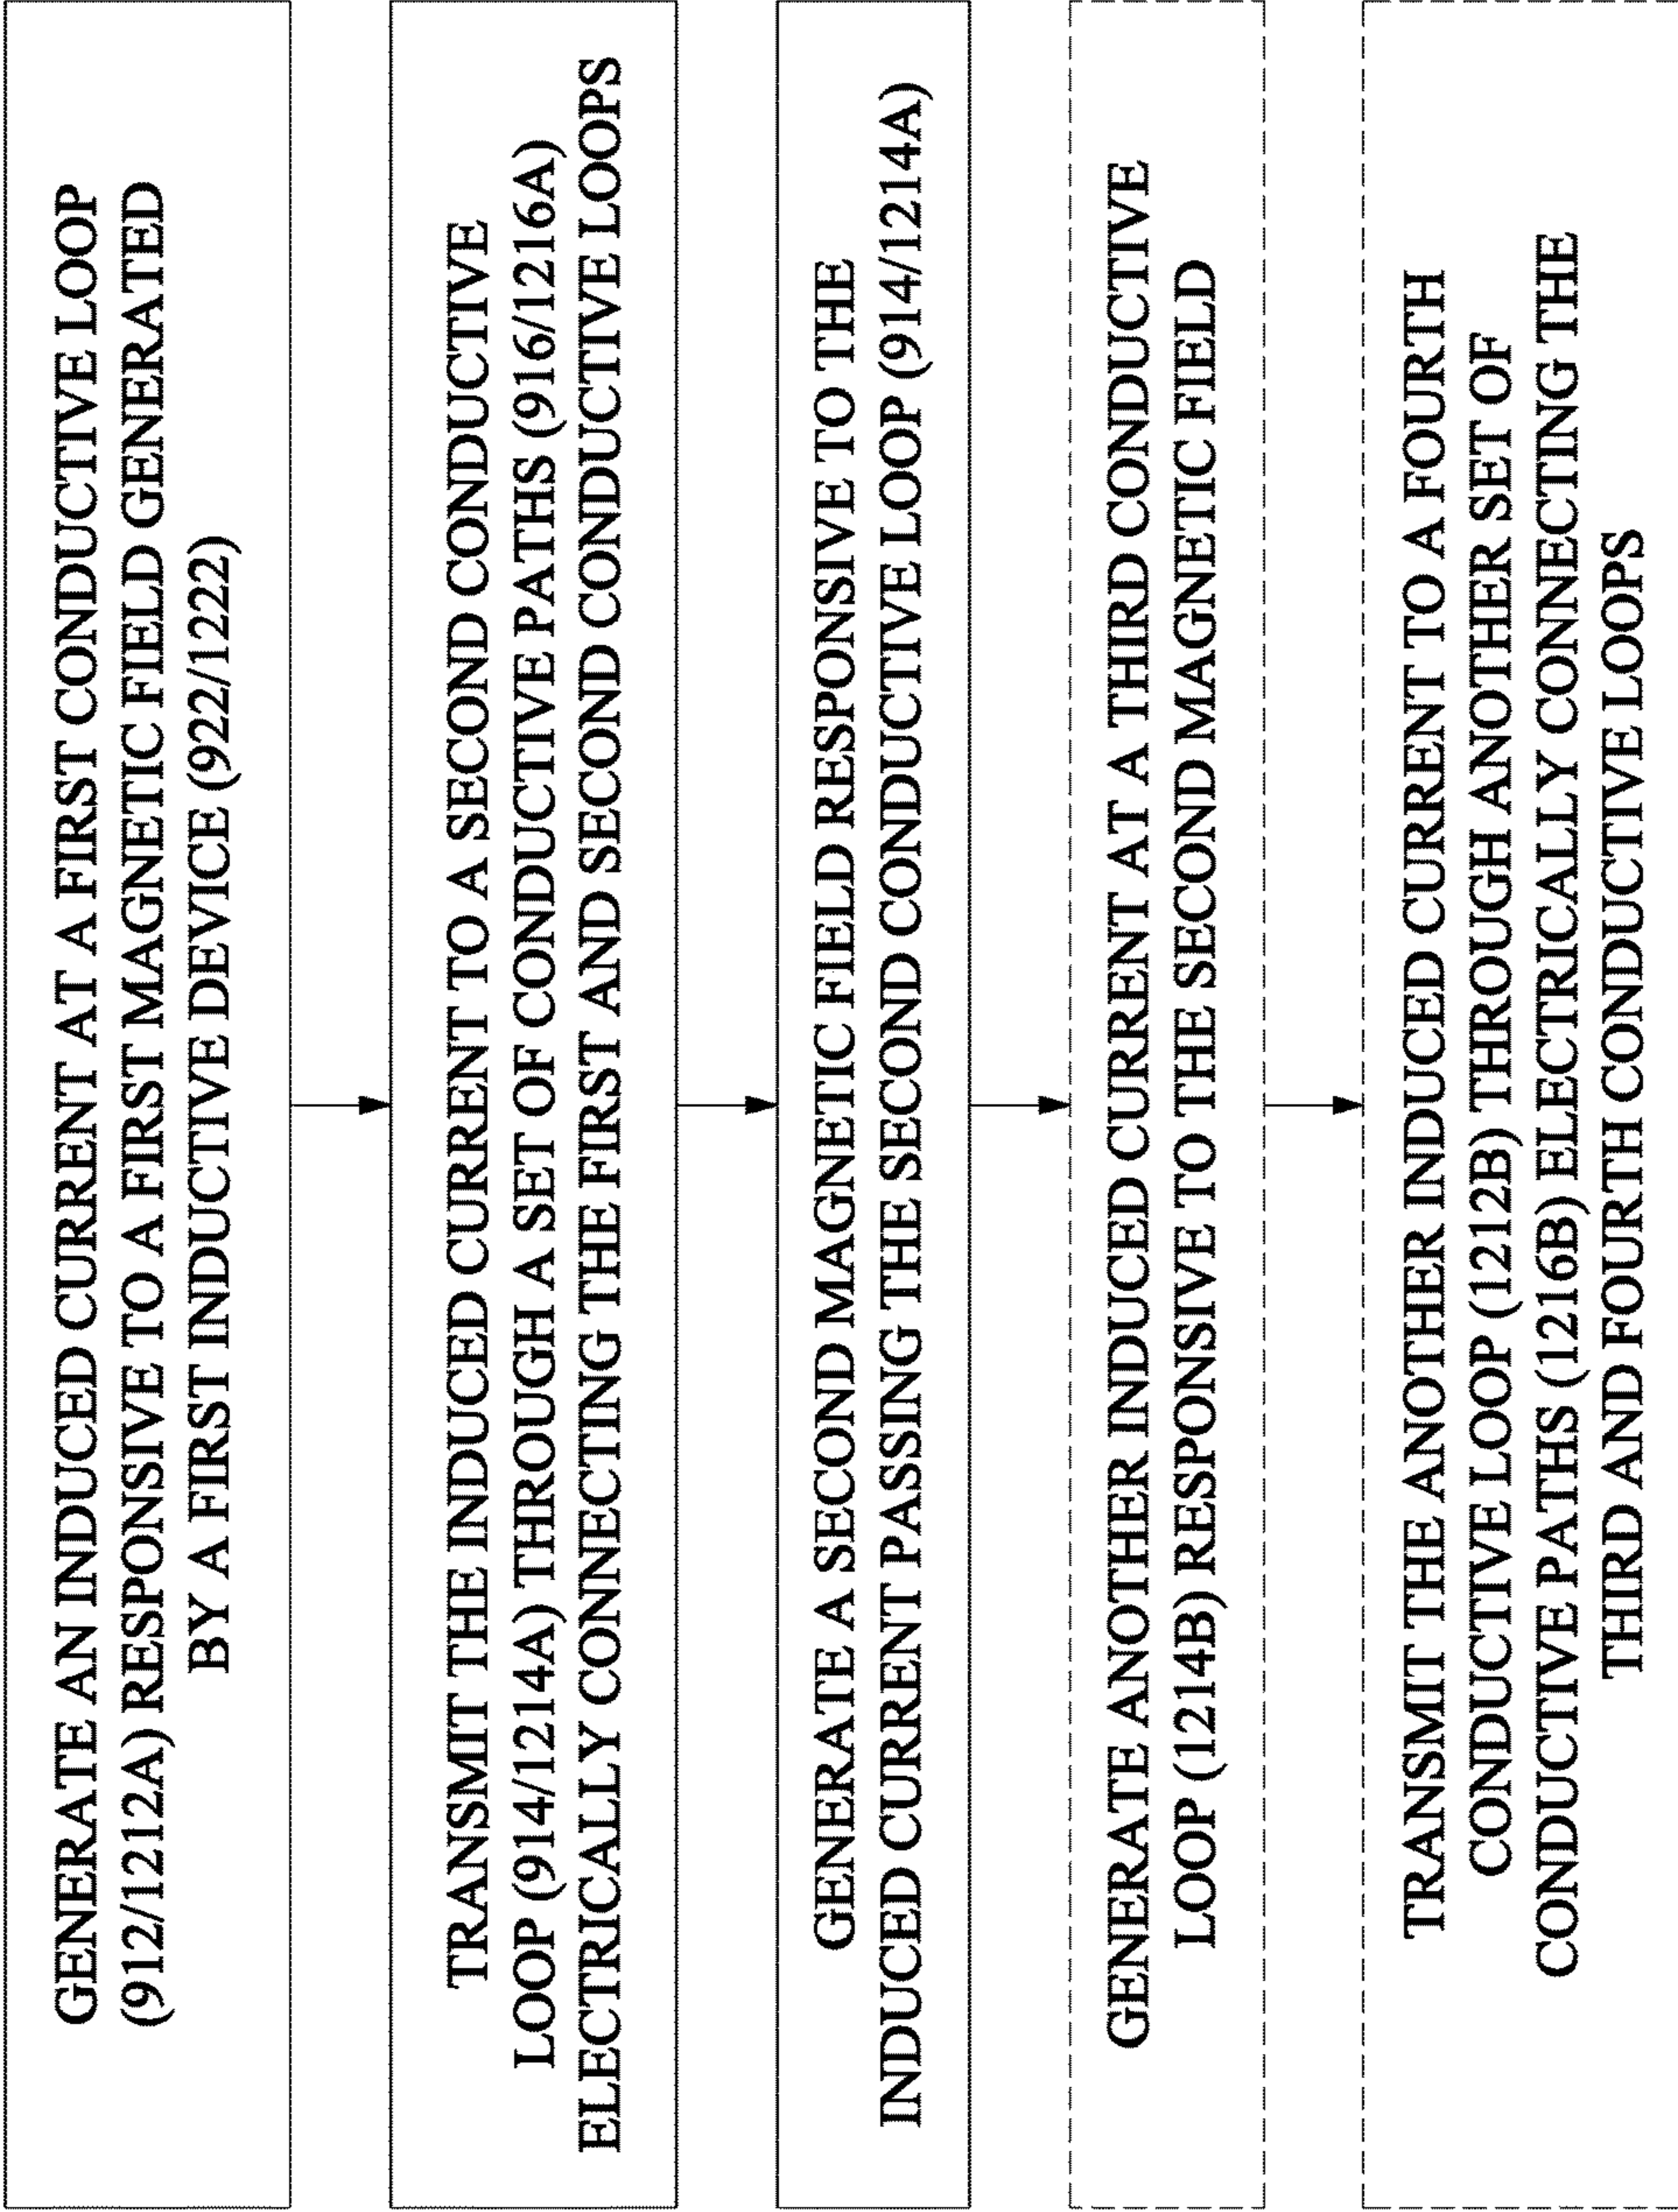 GENERATE AN INDUCED CURRENT AT A FIRST CONDUCTIVE LOOP
(912/1212A) RESPONSIVE TO A FIRST MAGNETIC FIELD GENERATED
BY A FIRST INDUCTIVE DEVICE (922/1222)
TRANSMIT THE INDUCED CURRENT TO A SECOND CONDUCTIVE
LOOP (914/1214A) THROUGH A SET OF CONDUCTIVE PATHS (916/1216A)
ELECTRICALLY CONNECTING THE FIRST AND SECOND CONDUCTIVE LOOPS
GENERATE A SECOND MAGNETIC FIELD RESPONSIVE TO THE
INDUCED CURRENT PASSING THE SECOND CONDUCTIVE LOOP (914/1214A)
GENERATE ANOTHER INDUCED CURRENT AT A THIRD CONDUCTIVE
LOOP (1214B) RESPONSIVE TO THE SECOND MAGNETIC FIELD
TRANSMIT THE ANOTHER INDUCED CURRENT TO A FOURTH
CONDUCTIVE LOOP (1212B) THROUGH ANOTHER SET OF
CONDUCTIVE PATHS (1216B) ELECTRICALLY CONNECTING THE
THIRD AND FOURTH CONDUCTIVE LOOPS